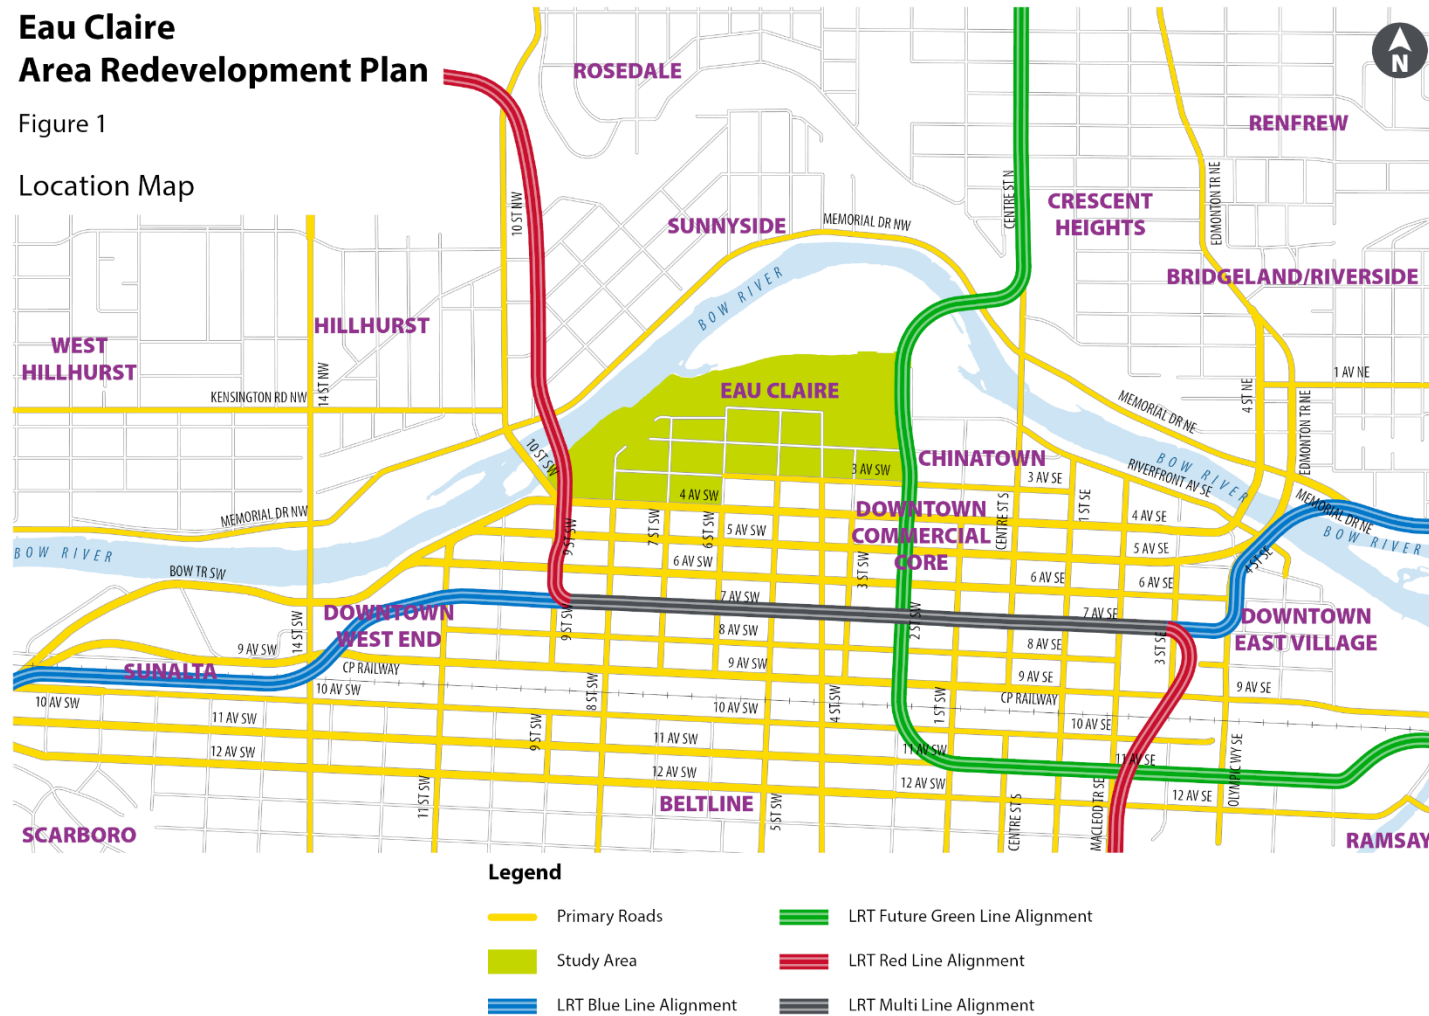 Eau Claire
Area Redevelopment Plan
Figure 1
Location Map
N
ROSEDALE
RENFREW
10 ST NW
CENTRE ST N
EDMONTON TR NE
CRESCENT
HEIGHTS
SUNNYSIDE
MEMORIAL DR NW
BRIDGELAND/RIVERSIDE
BOW RIVER
HILLHURST
WEST
HILLHURST
14 ST NW
KENSINGTON RD NW
EAU CLAIRE
1 AV NE
4 ST NE
EDMONTON TR NE
MEMORIAL DR NE
10 ST SW
CHINATOWN
3 AV SW
3 AV SE
BOW RIVER
RIVERFRONT AV SE
4 AV SW
MEMORIAL DR NE
MEMORIAL DR NW
DOWNTOWN
COMMERCIAL
CORE
CENTRE ST S
1 ST SE
4 AV SE
9 ST SW
7 ST SW
6 ST SW
5 AV SW
BOW RIVER
5 AV SE
BOW RIVER
4 ST SE
6 AV SW
3 ST SW
BOW TR SW
6 AV SE
6 AV SE
7 AV SW
7 AV SE
DOWNTOWN
WEST END
14 ST SW
9 ST SW
8 AV SW
2 ST SW
8 AV SE
3 ST SE
DOWNTOWN
EAST VILLAGE
9 AV SW
CP RAILWAY
9 AV SW
9 AV SE
9 AV SE
SUNALTA
10 AV SW
10 AV SW
8 ST SW
10 AV SW
4 ST SW
1 ST SW
CP RAILWAY
10 AV SE
11 AV SW
9 ST SW
11 AV SW
11 AV SW
11 AV SE
12 AV SW
12 AV SW
12 AV SW
12 AV SE
OLYMPIC WY SE
11 ST SW
BELTLINE
5 ST SW
CENTRE ST S
MACLEOD TR SE
SCARBORO
RAMSAY
Legend
Primary Roads
LRT Future Green Line Alignment
Study Area
LRT Red Line Alignment
LRT Blue Line Alignment
LRT Multi Line Alignment